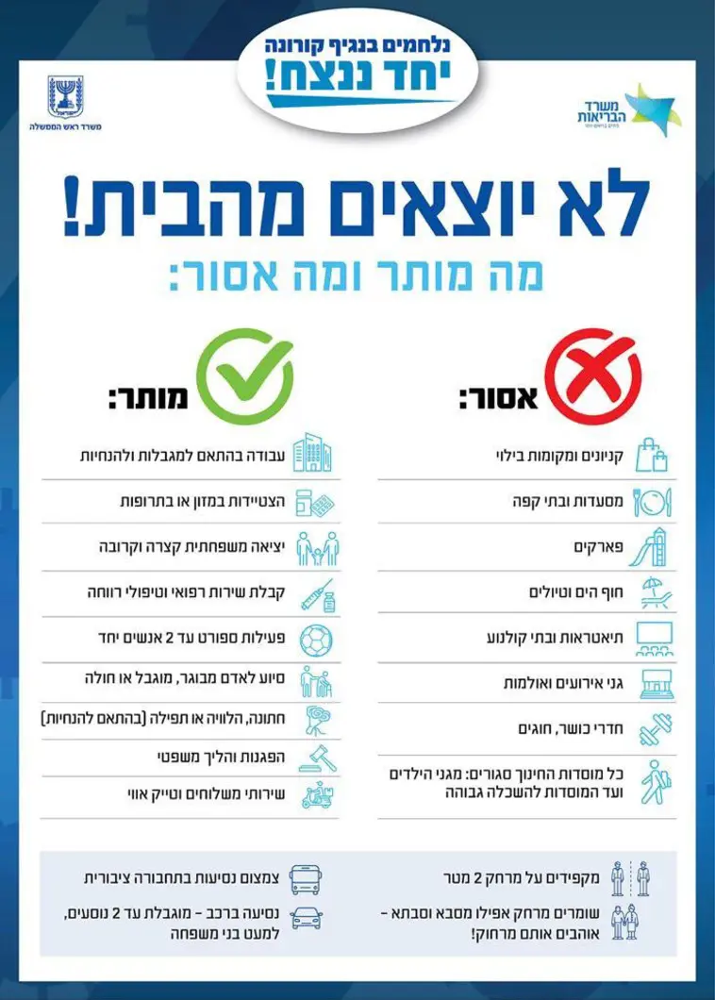 נלחמים בנגיף קורונה
יחד ננצח!
משרד
הבריאות
משרד ראש הממשלה
לא יוצאים מהבית!
מה מותר ומה אסור:
אסור:
קניונים ומקומות בילוי
מסעדות ובתי קפה
פארקים
חוף הים וטיולים
תיאטראות ובתי קולנוע
גני אירועים ואולמות
חדרי כושר, חוגים
כל מוסדות החינוך סגורים: מגני הילדים
ועד המוסדות להשכלה גבוהה
מותר:
עבודה בהתאם למגבלות ולהנחיות
הצטיידות במזון או בתרופות
יציאה משפחתית קצרה וקרובה
קבלת שירות רפואי וטיפולי רווחה
פעילות ספורט עד 2 אנשים יחד
סיוע לאדם מבוגר, מוגבל או חולה
חתונה, הלוויה או תפילה (בהתאם להנחיות)
הפגנות והליך משפטי
שירותי משלוחים וטייק אווי
מקפידים על מרחק 2 מטר
שומרים מרחק אפילו מסבא וסבתא –
אוהבים אותם מרחוק!
צמצום נסיעות בתחבורה ציבורית
נסיעה ברכב – מוגבלת עד 2 נוסעים,
למעט בני משפחה